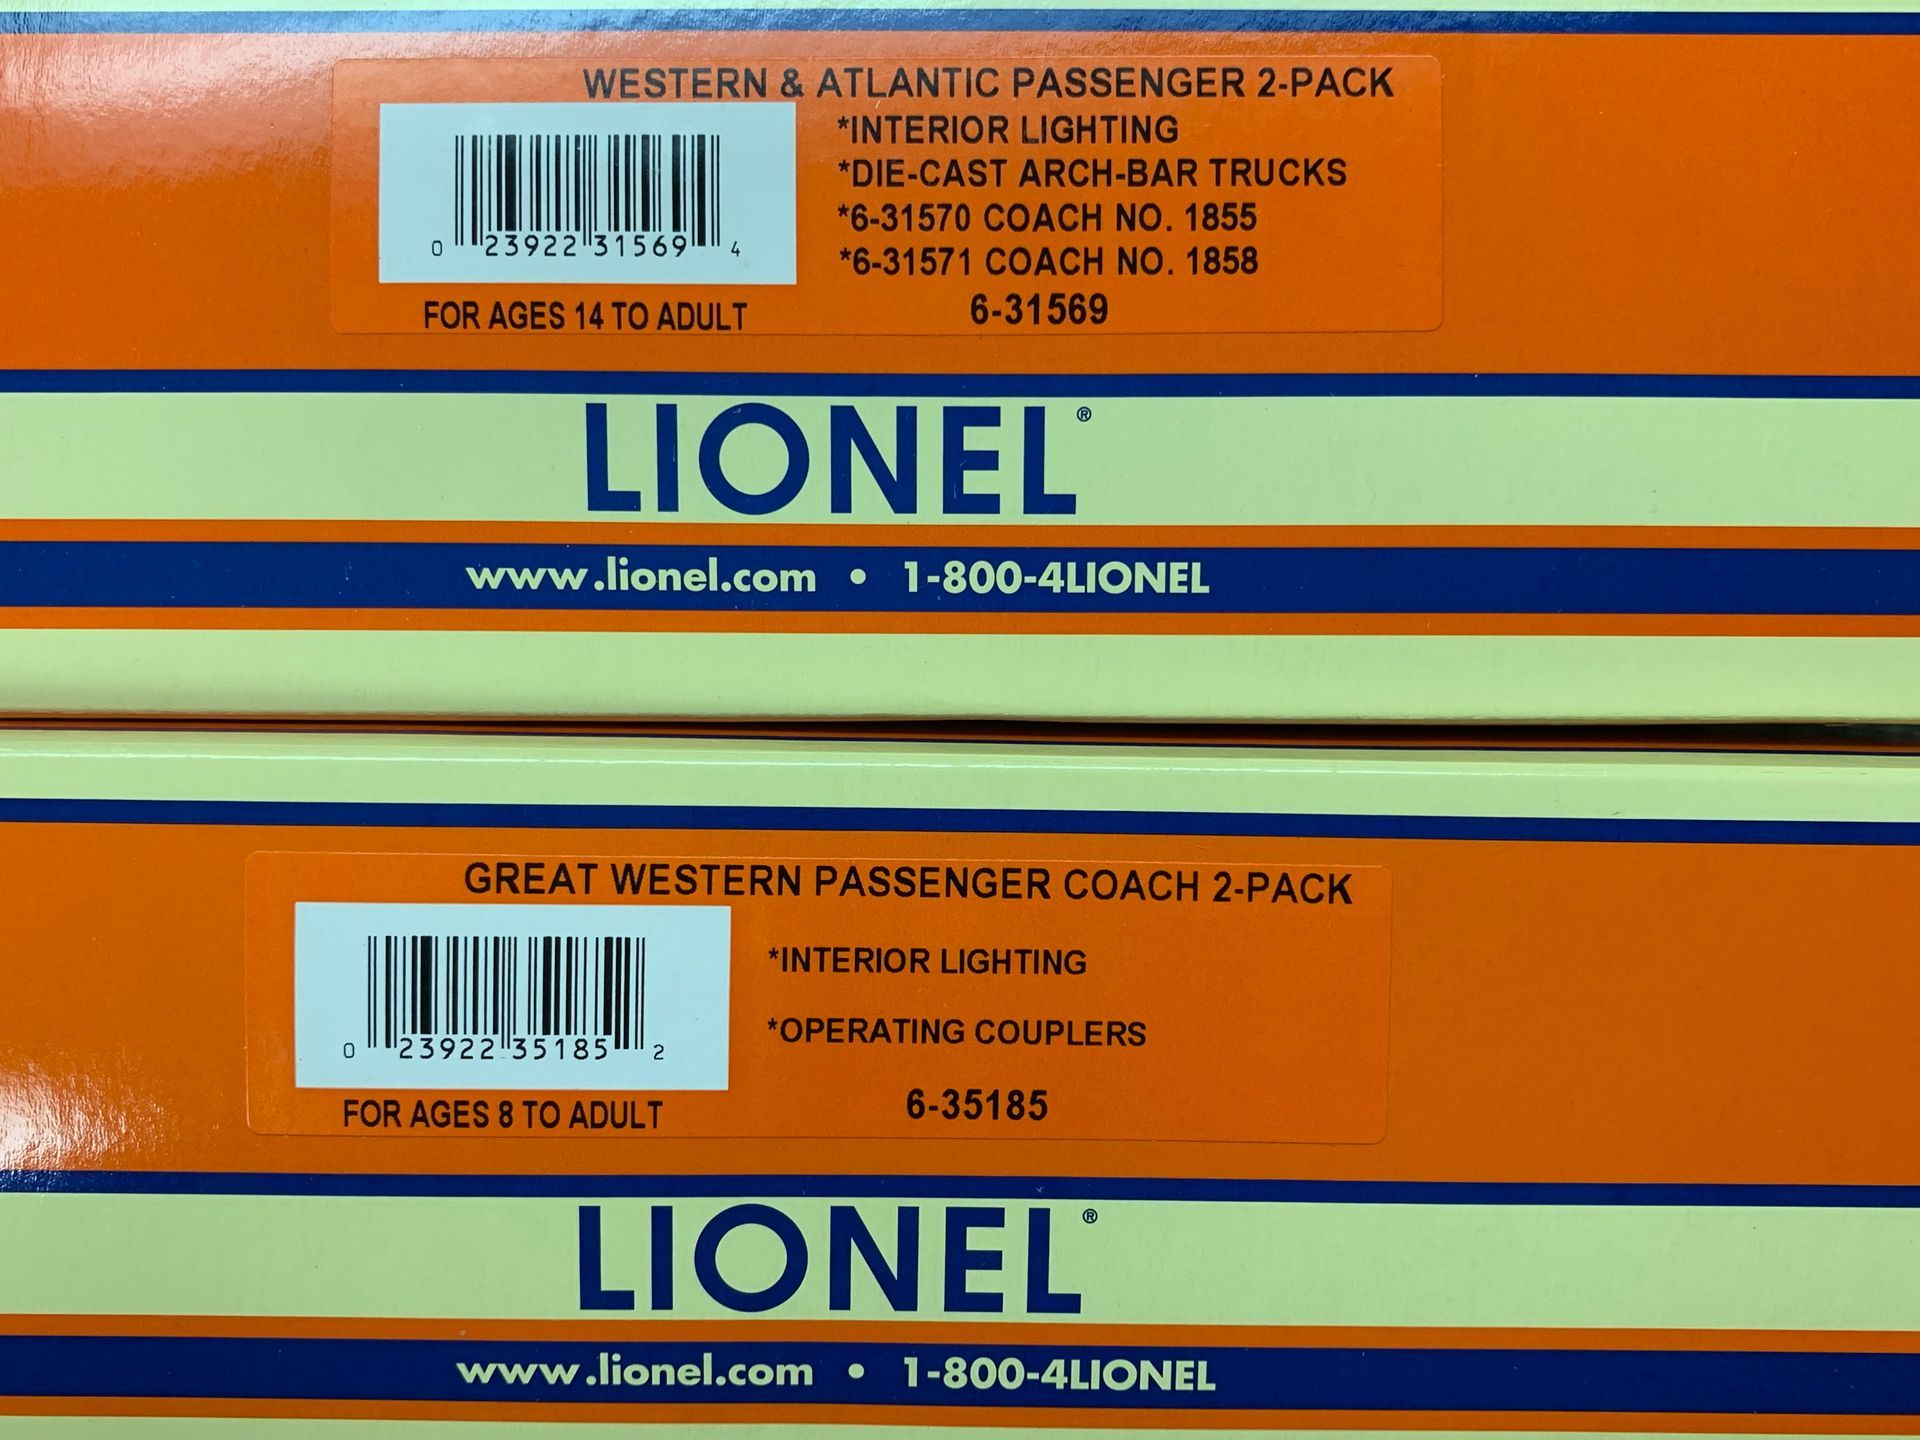 WESTERN & ATLANTIC PASSENGER 2-PACK
*INTERIOR LIGHTING
*DIE-CAST ARCH-BAR TRUCKS
*6-31570 COACH NO. 1855
*6-31571 COACH NO. 1858
0 23922 31569 4
FOR AGES 14 TO ADULT
6-31569
LIONEL®
www.lionel.com • 1-800-4LIONEL
GREAT WESTERN PASSENGER COACH 2-PACK
*INTERIOR LIGHTING
*OPERATING COUPLERS
0 23922 35185 2
FOR AGES 8 TO ADULT
6-35185
LIONEL®
www.lionel.com • 1-800-4LIONEL